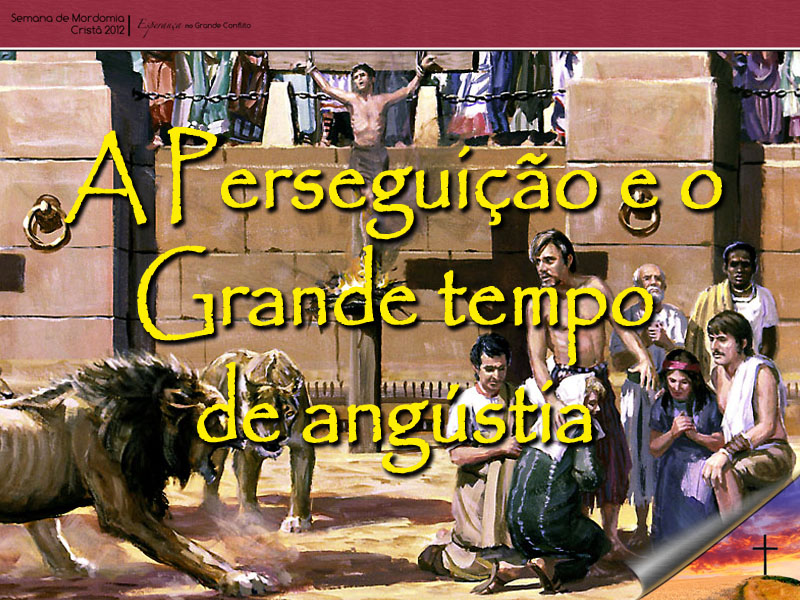 Semana de Mordomia
Cristã 2012
Esperança no Grande Conflito
A Perseguição e o
Grande tempo
de angústia